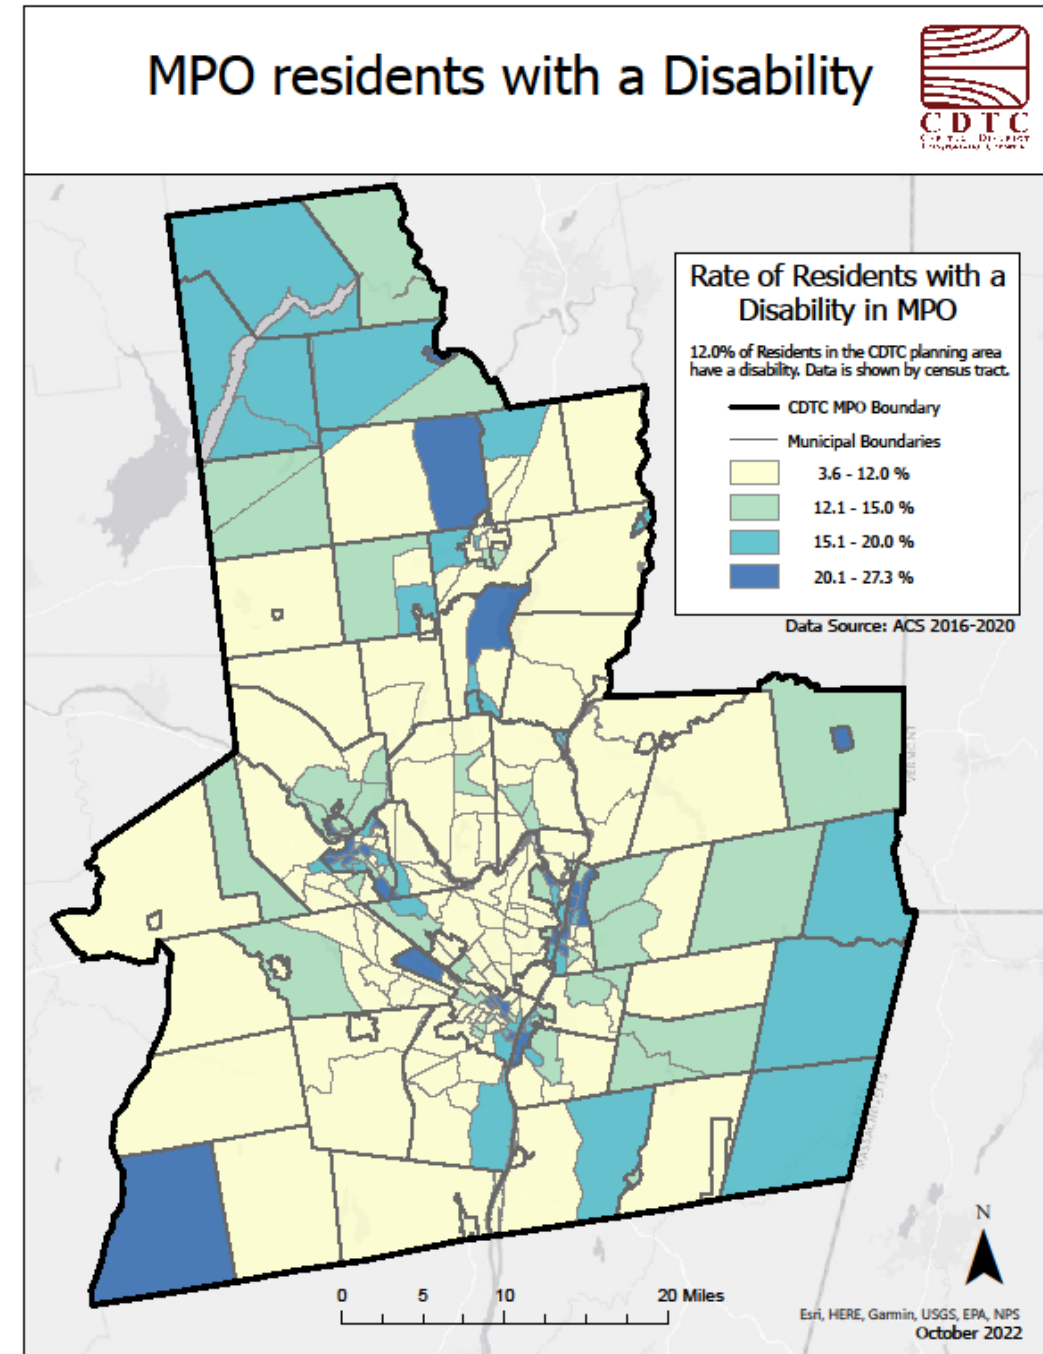 MPO residents with a Disability
CDTC
Rate of Residents with a
Disability in MPO
12.0% of Residents in the CDTC planning area
have a disability. Data is shown by census tract.
CDTC MPO Boundary
Municipal Boundaries
3.6 - 12.0 %
12.1 - 15.0 %
15.1 - 20.0 %
20.1 - 27.3 %
Data Source: ACS 2016-2020
VERMONT
MASSACHUSETTS
N
0 5 10 20 Miles
Esri, HERE, Garmin, USGS, EPA, NPS
October 2022